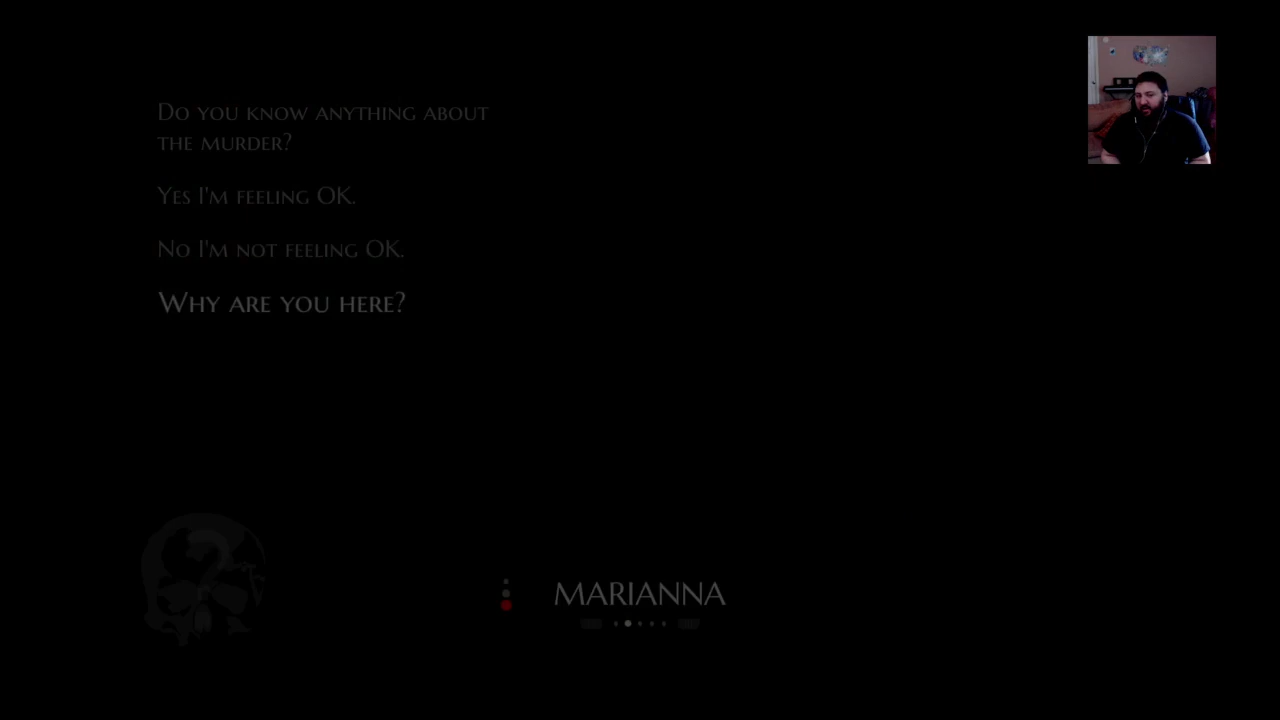 Do you know anything about
the murder?
Yes I'm feeling OK.
No I'm not feeling OK.
Why are you here?
MARIANNA